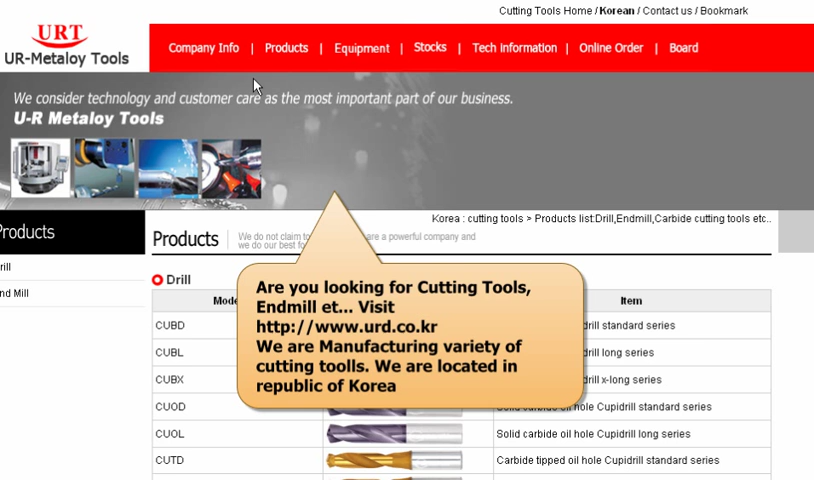 Cutting Tools Home / Korean / Contact us / Bookmark
URT
UR-Metaloy Tools
Company Info | Products | Equipment | Stocks | Tech information | Online Order | Board
We consider technology and customer care as the most important part of our business.
U-R Metaloy Tools
Korea : cutting tools > Products list:Drill,Endmill,Carbide cutting tools etc..
Products
rill
nd Mill
Products
We do not claim to are a powerful company and
we do our best
Drill
Item
CUBD drill standard series
CUBL drill long series
CUBX drill x-long series
CUOD Solid carbide oil hole Cupidrill standard series
CUOL Solid carbide oil hole Cupidrill long series
CUTD Carbide tipped oil hole Cupidrill standard series
Are you looking for Cutting Tools,
Endmill et... Visit
http://www.urd.co.kr
We are Manufacturing variety of
cutting toolls. We are located in
republic of Korea